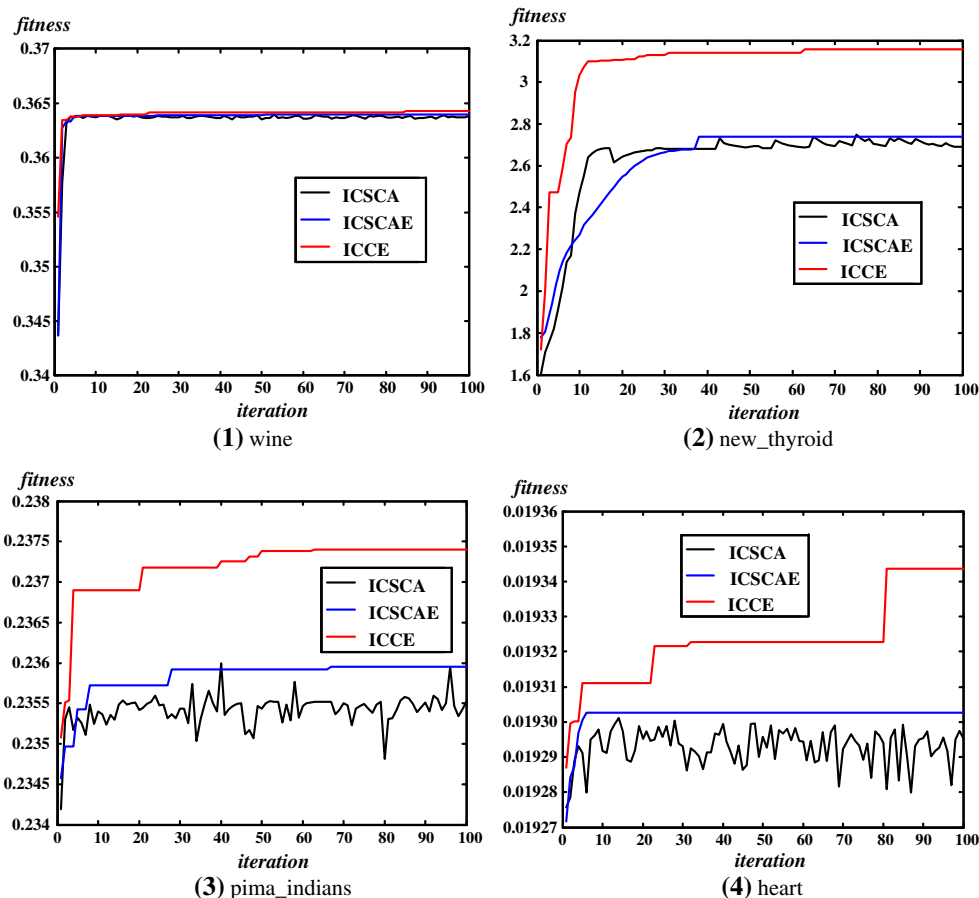 fitness
0.37
0.365
0.36
0.355
0.35
0.345
0.34
0 10 20 30 40 50 60 70 80 90 100
ICSCA
ICSCAE
ICCE
iteration
(1) wine
fitness
3.2
3
2.8
2.6
2.4
2.2
2
1.8
1.6
0 10 20 30 40 50 60 70 80 90 100
ICSCA
ICSCAE
ICCE
iteration
(2) new_thyroid
fitness
0.238
0.2375
0.237
0.2365
0.236
0.2355
0.235
0.2345
0.234
0 10 20 30 40 50 60 70 80 90 100
ICSCA
ICSCAE
ICCE
iteration
(3) pima_indians
fitness
0.01936
0.01935
0.01934
0.01933
0.01932
0.01931
0.01930
0.01929
0.01928
0.01927
0 10 20 30 40 50 60 70 80 90 100
ICSCA
ICSCAE
ICCE
iteration
(4) heart